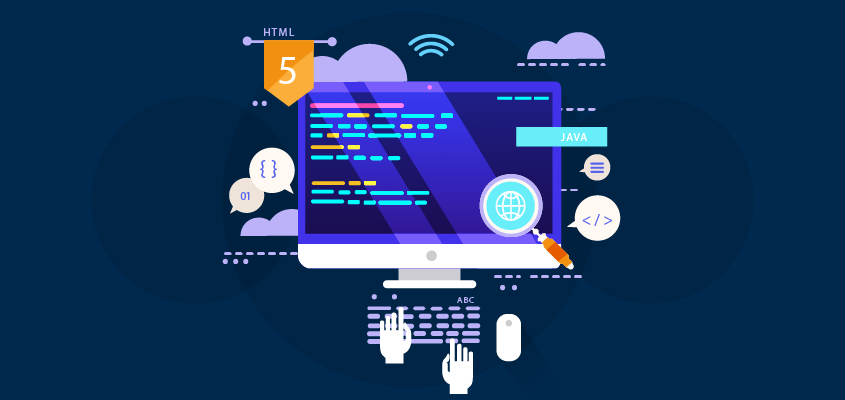 HTML
5
JAVA
{ }
01
</>
ABC